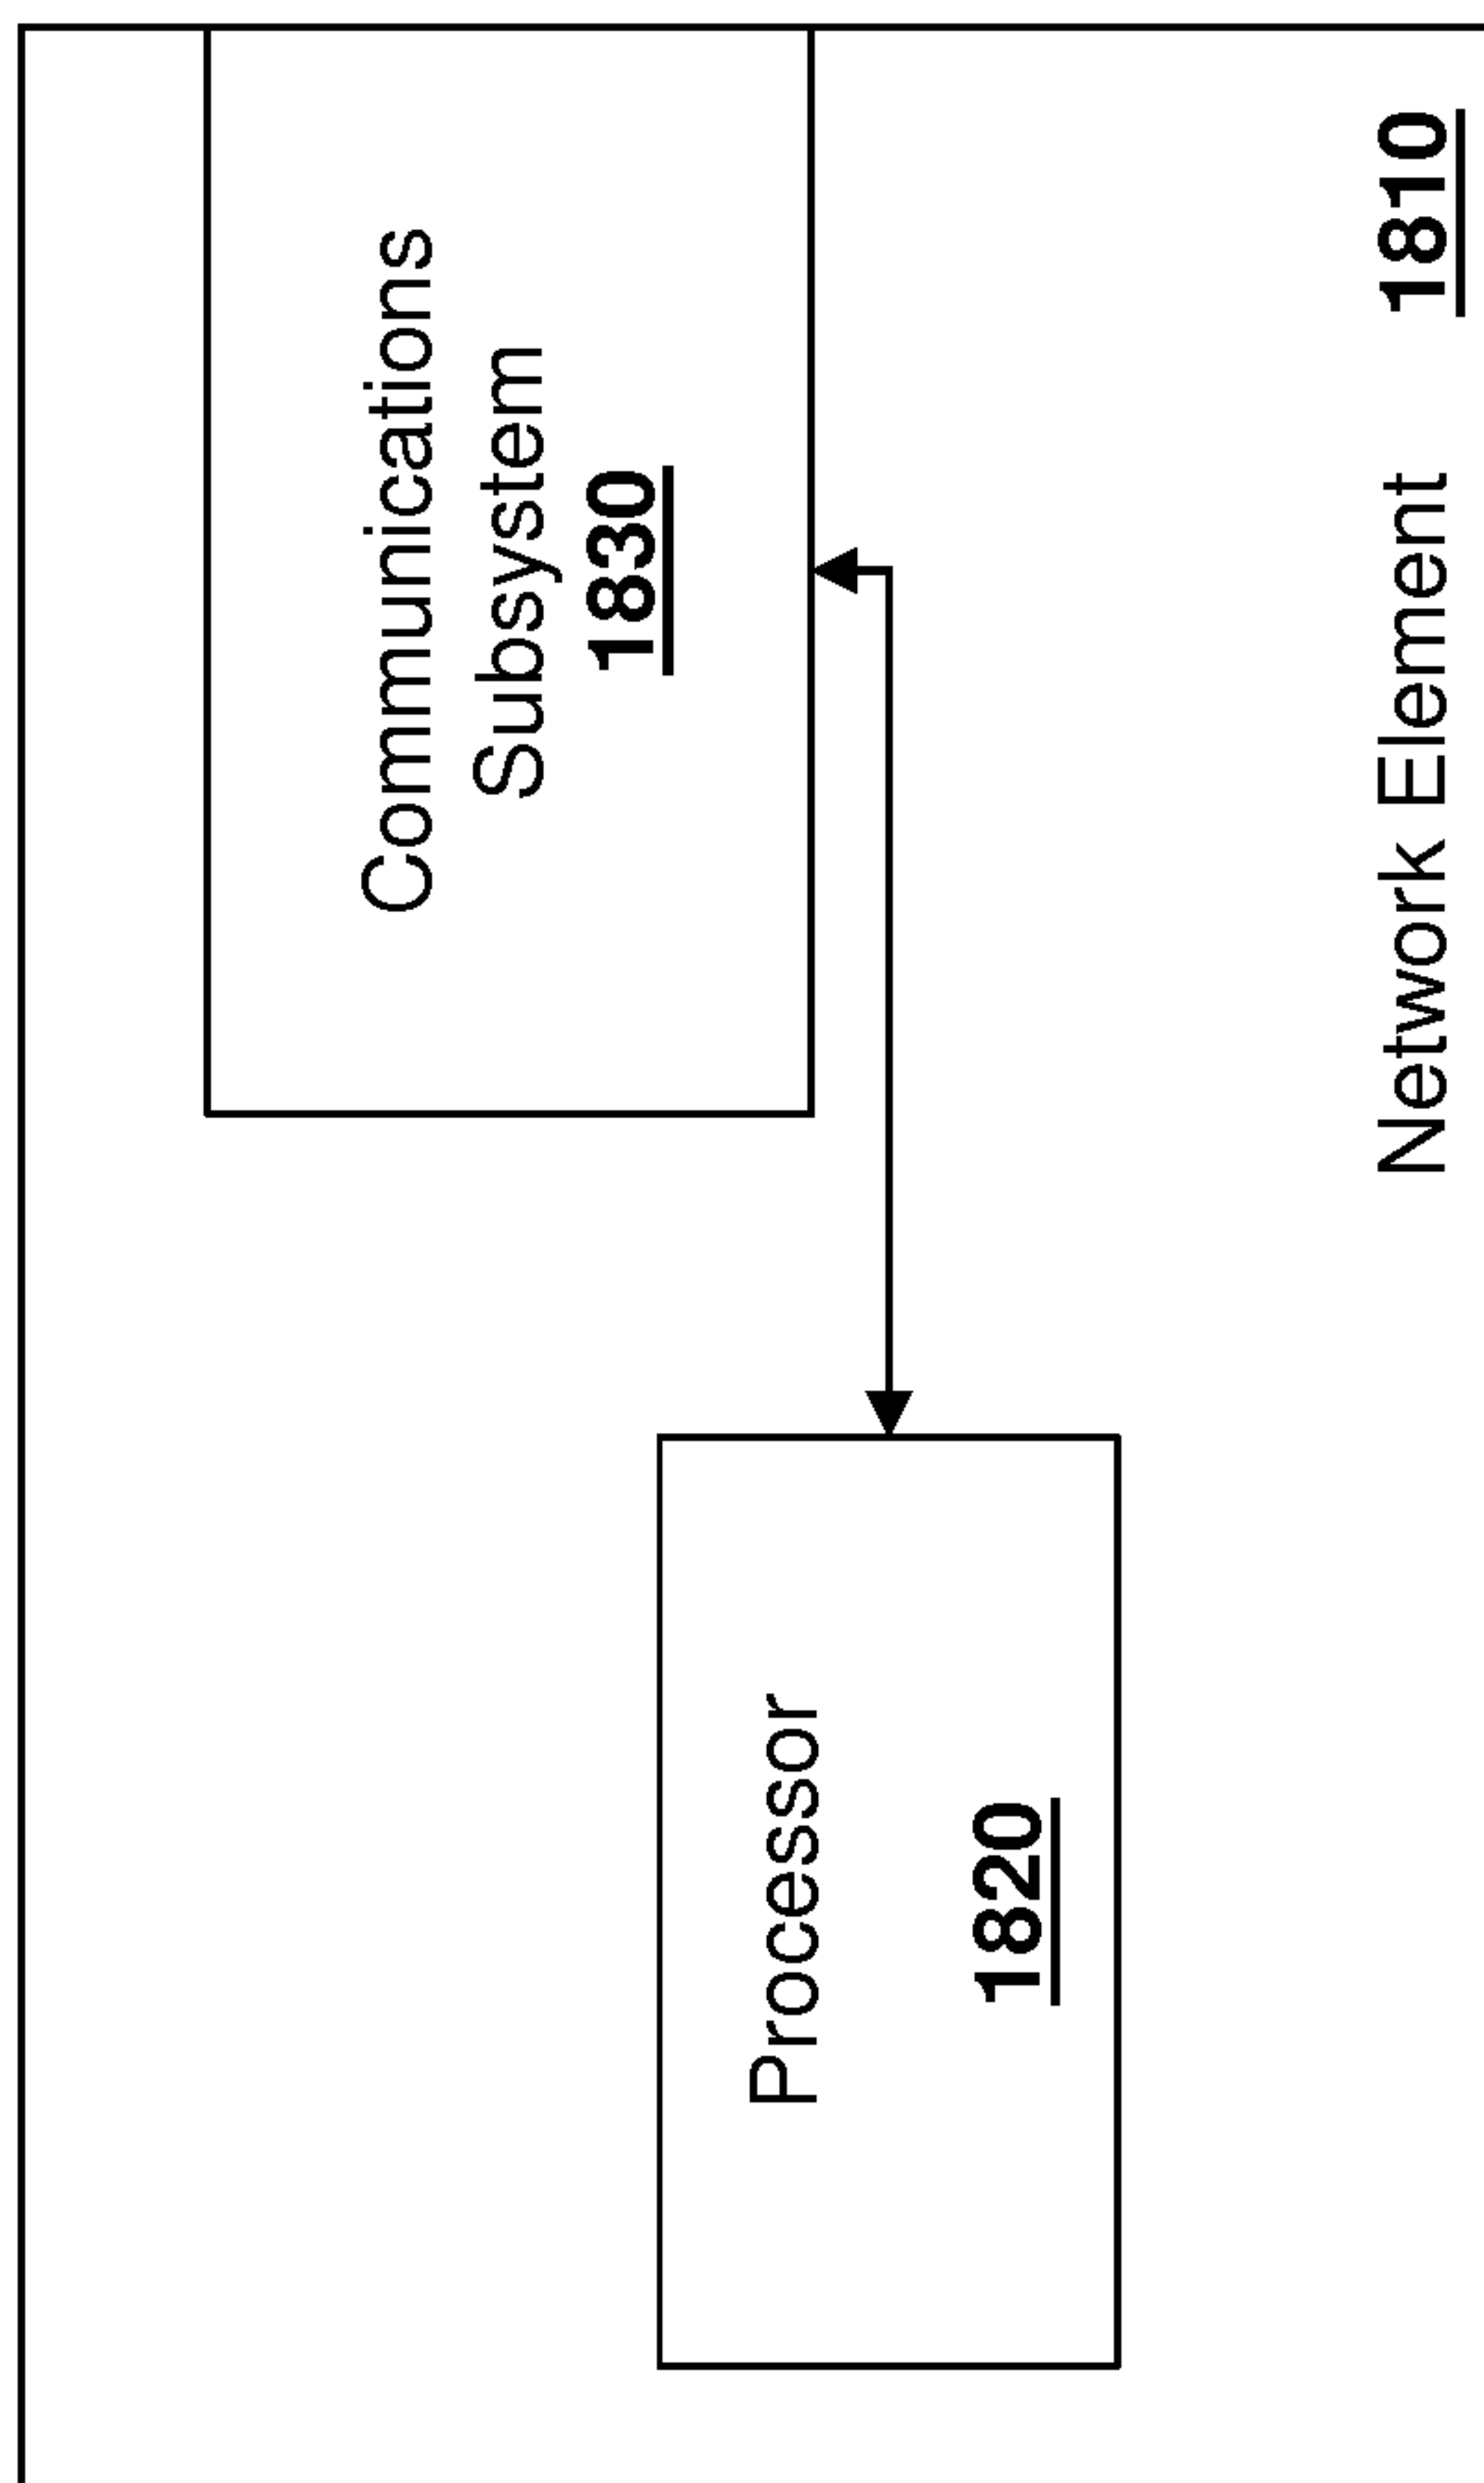 Communications
Subsystem
1830
Processor
1820
Network Element 1810